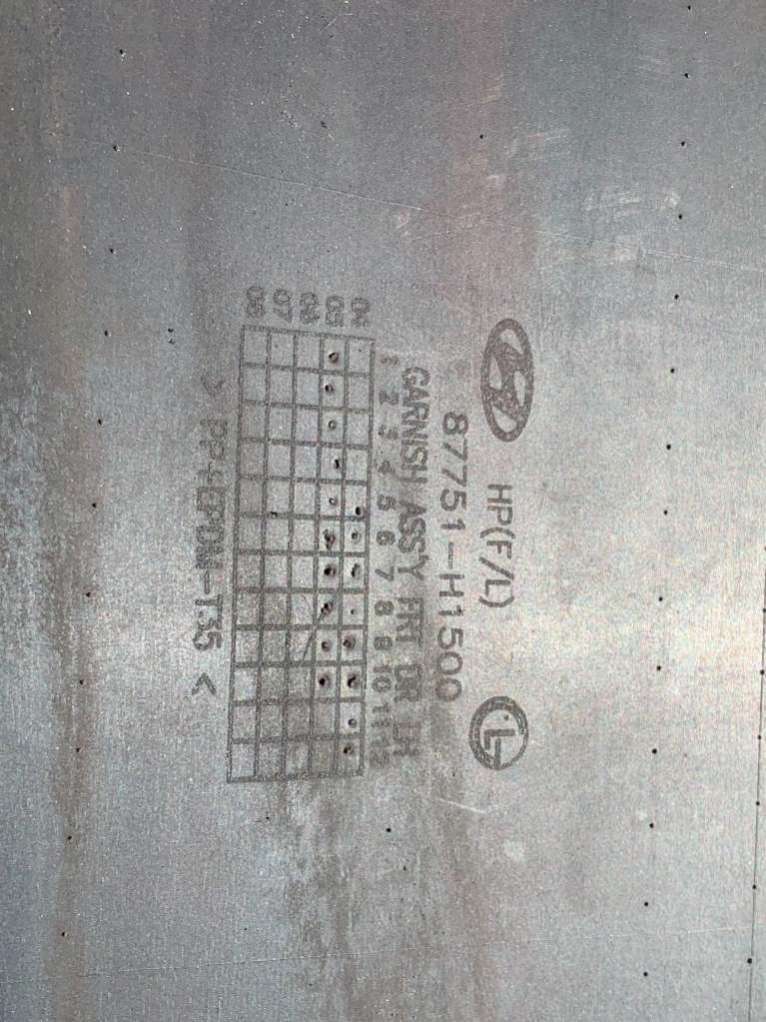 HP(F/L) L
87751-H1500
GARNISH ASS'Y FRT DR LH
1 2 3 4 5 6 7 8 9 10 11 12
04
05
06
07
08
> PP+EPDM-T35 <